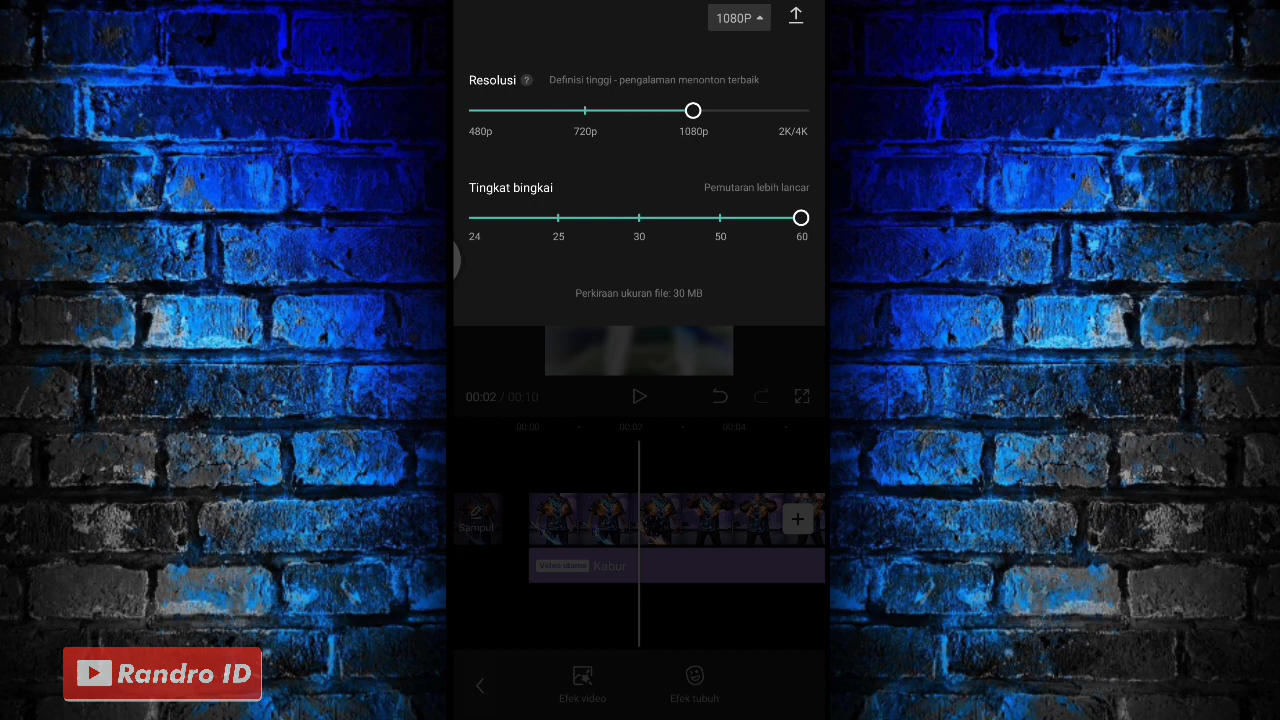 1080P
Resolusi ? Definisi tinggi - pengalaman menonton terbaik
480p 720p 1080p 2K/4K
Tingkat bingkai Pemutaran lebih lancar
24 25 30 50 60
Perkiraan ukuran file: 30 MB
00:02 / 00:10
00:00 00:02 00:04
Sampul
Video utama Kabur
Efek video Efek tubuh
Randro ID